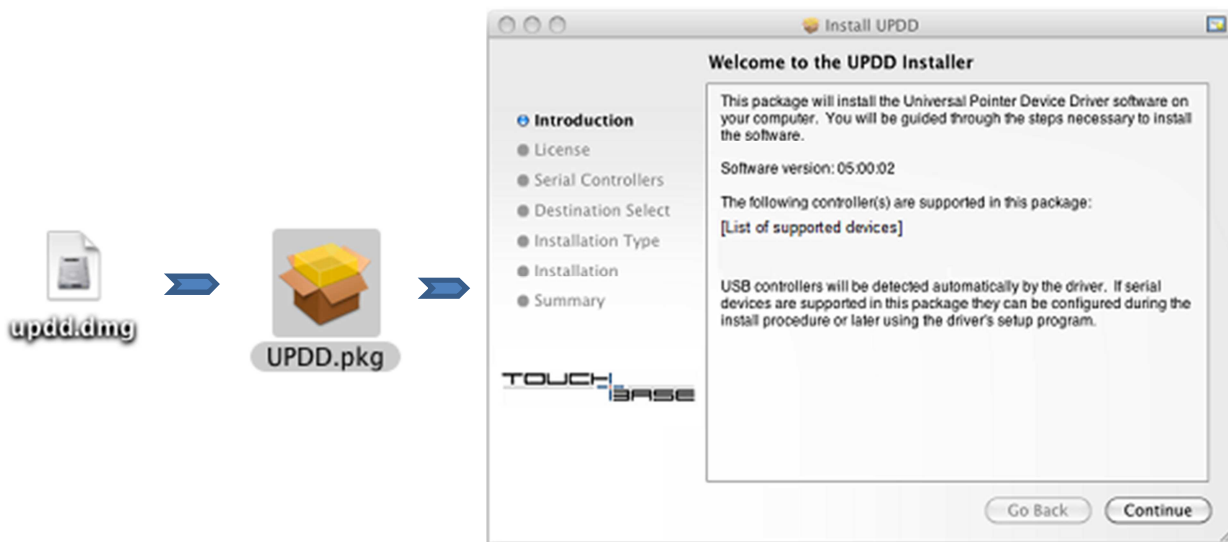 updd.dmg
UPDD.pkg
Install UPDD
Welcome to the UPDD Installer
Introduction
License
Serial Controllers
Destination Select
Installation Type
Installation
Summary
TOUCH
BASE
This package will install the Universal Pointer Device Driver software on
your computer. You will be guided through the steps necessary to install
the software.
Software version: 05:00:02
The following controller(s) are supported in this package:
[List of supported devices]
USB controllers will be detected automatically by the driver. If serial
devices are supported in this package they can be configured during the
install procedure or later using the driver's setup program.
Go Back
Continue